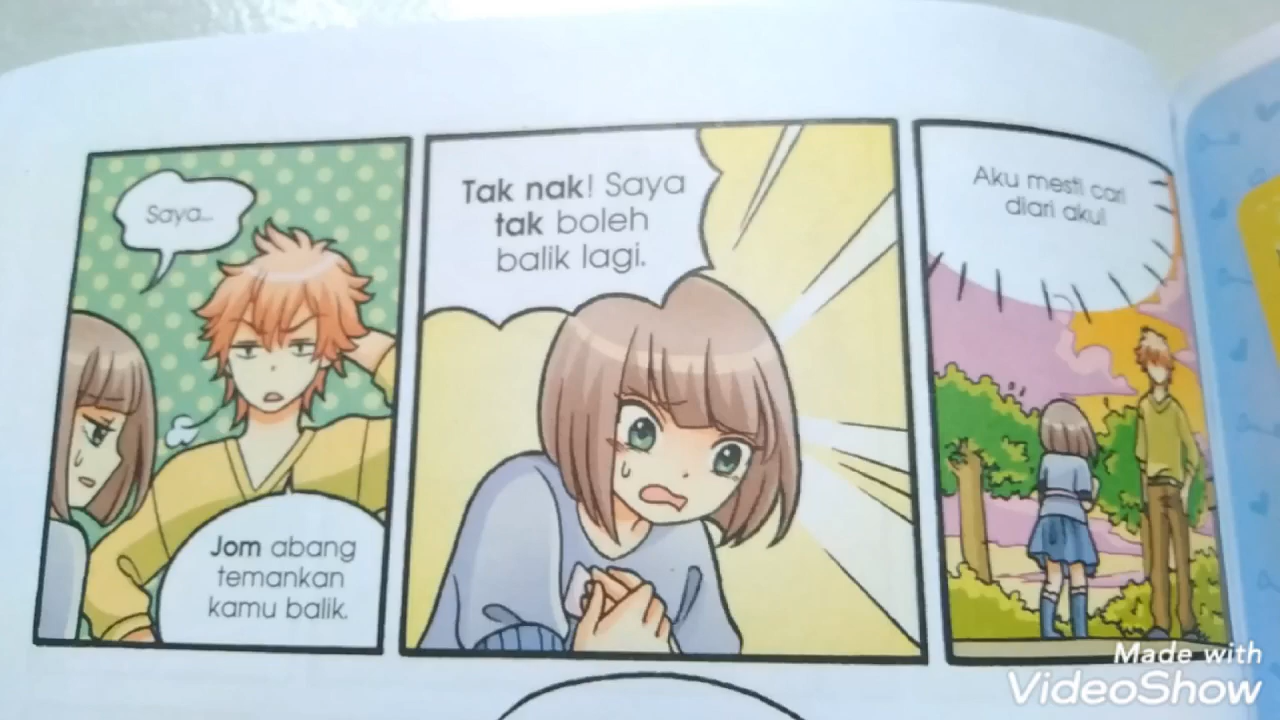 Saya...
Jom abang
temankan
kamu balik.
Tak nak! Saya
tak boleh
balik lagi.
Aku mesti cari
diari aku!
Made with
VideoShow